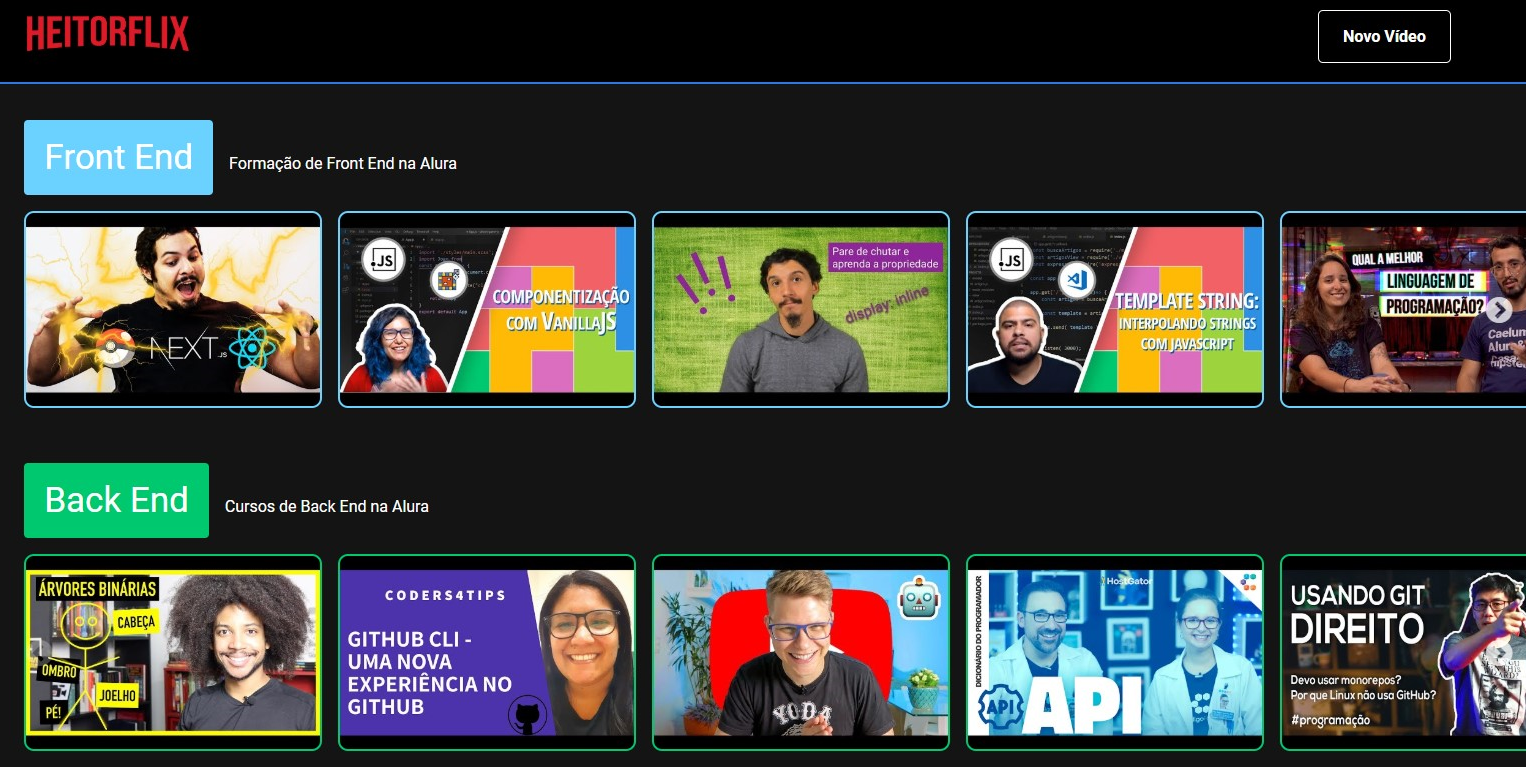 HEITORFLIX
Novo Vídeo
Front End
Formação de Front End na Alura
NEXT.JS
.JS
COMPONENTIZAÇÃO
COM VANILLAJS
!!!
Pare de chutar e
aprenda a propriedade
display: inline
.JS
TEMPLATE STRING:
INTERPOLANDO STRINGS
COM JAVASCRIPT
QUAL A MELHOR
LINGUAGEM DE
PROGRAMAÇÃO?
Back End
Cursos de Back End na Alura
ÁRVORES BINÁRIAS
CABEÇA
OMBRO
JOELHO
PÉ!
CODERS4TIPS
GITHUB CLI -
UMA NOVA
EXPERIÊNCIA NO
GITHUB
YODA
DICIONÁRIO DO PROGRAMADOR
HostGator
API
API
USANDO GIT
DIREITO
Devo usar monorepos?
Por que Linux não usa GitHub?
#programação